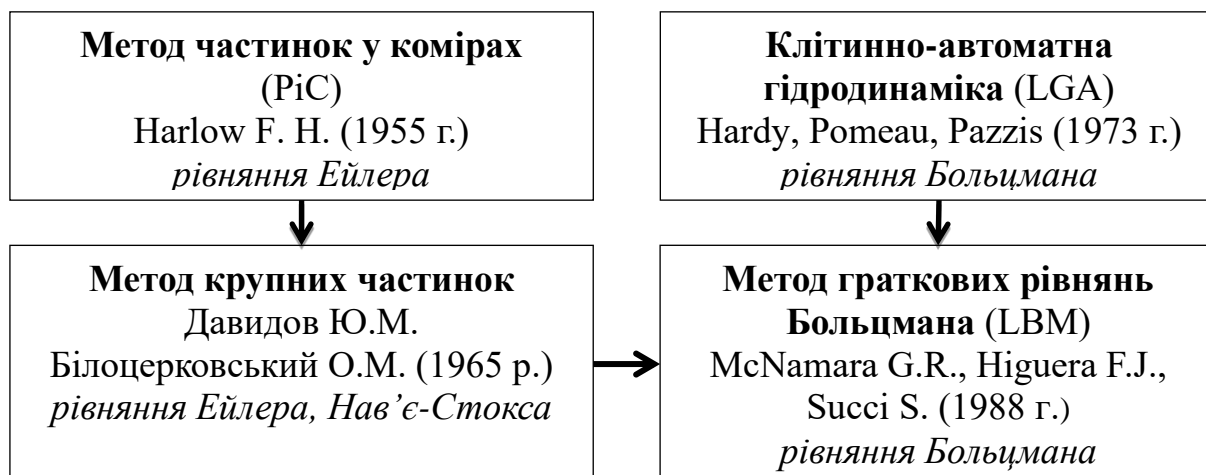 Метод частинок у комірах
(PiC)
Harlow F. H. (1955 г.)
рівняння Ейлера
Клітинно-автоматна
гідродинаміка (LGA)
Hardy, Pomeau, Pazzis (1973 г.)
рівняння Больцмана
Метод крупних частинок
Давидов Ю.М.
Білоцерковський О.М. (1965 р.)
рівняння Ейлера, Нав’є-Стокса
Метод граткових рівнянь
Больцмана (LBM)
McNamara G.R., Higuera F.J.,
Succi S. (1988 г.)
рівняння Больцмана